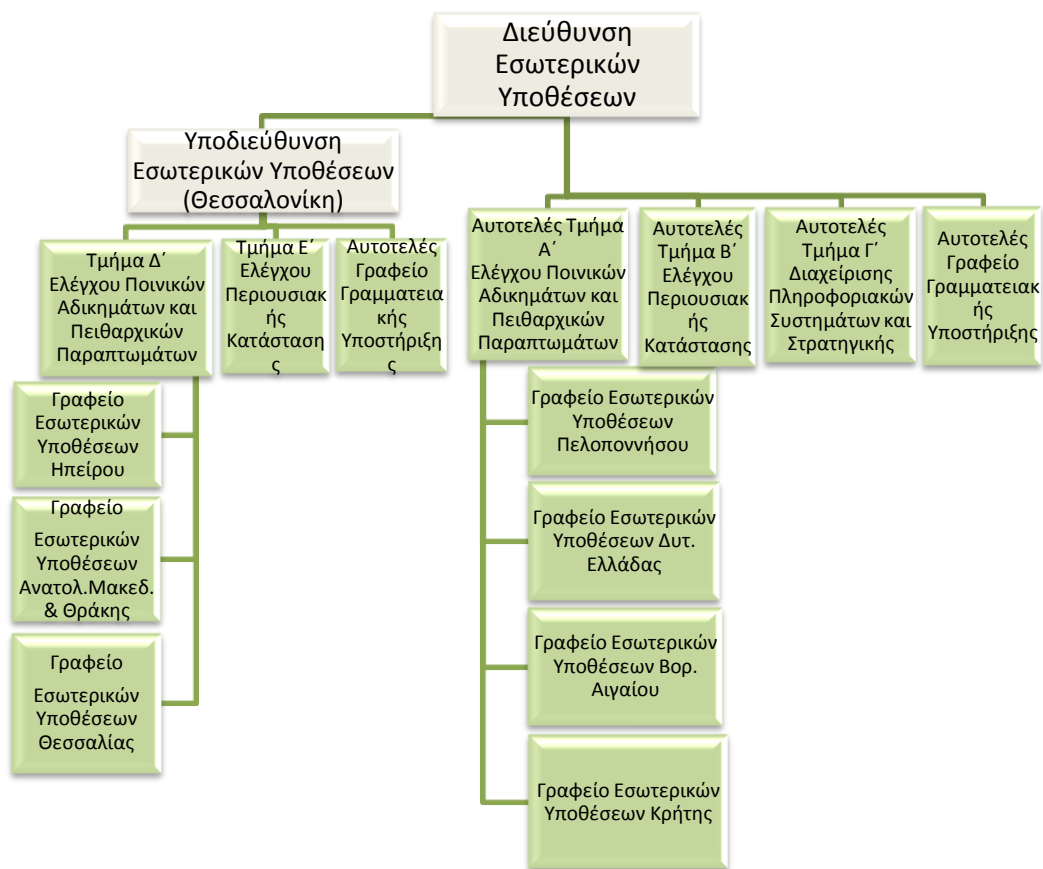 Διεύθυνση
Εσωτερικών
Υποθέσεων
Υποδιεύθυνση
Εσωτερικών Υποθέσεων
(Θεσσαλονίκη)
Τμήμα Δ΄
Ελέγχου Ποινικών
Αδικημάτων και
Πειθαρχικών
Παραπτωμάτων
Τμήμα Ε΄
Ελέγχου
Περιουσιακ
ής
Κατάσταση
ς
Αυτοτελές
Γραφείο
Γραμματεια
κής
Υποστήριξη
ς
Αυτοτελές Τμήμα
Α΄
Ελέγχου Ποινικών
Αδικημάτων και
Πειθαρχικών
Παραπτωμάτων
Αυτοτελές
Τμήμα Β΄
Ελέγχου
Περιουσιακ
ής
Κατάστασης
Αυτοτελές
Τμήμα Γ΄
Διαχείρισης
Πληροφοριακών
Συστημάτων και
Στρατηγικής
Αυτοτελές
Γραφείο
Γραμματειακ
ής
Υποστήριξης
Γραφείο
Εσωτερικών
Υποθέσεων
Ηπείρου
Γραφείο
Εσωτερικών
Υποθέσεων
Ανατολ.Μακεδ.
& Θράκης
Γραφείο
Εσωτερικών
Υποθέσεων
Θεσσαλίας
Γραφείο Εσωτερικών
Υποθέσεων
Πελοποννήσου
Γραφείο Εσωτερικών
Υποθέσεων Δυτ.
Ελλάδας
Γραφείο Εσωτερικών
Υποθέσεων Βορ.
Αιγαίου
Γραφείο Εσωτερικών
Υποθέσεων Κρήτης